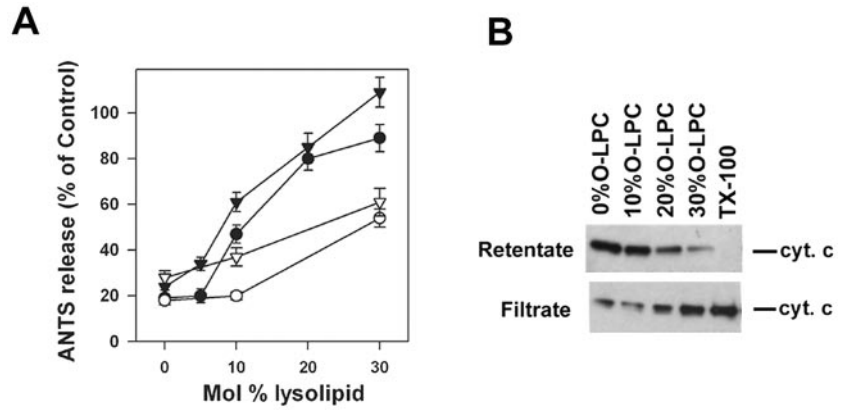 A
ANTS release (% of Control)
100
80
60
40
20
0
0
10
20
30
Mol % lysolipid
B
0%O-LPC
10%O-LPC
20%O-LPC
30%O-LPC
TX-100
Retentate
cyt. c
Filtrate
cyt. c